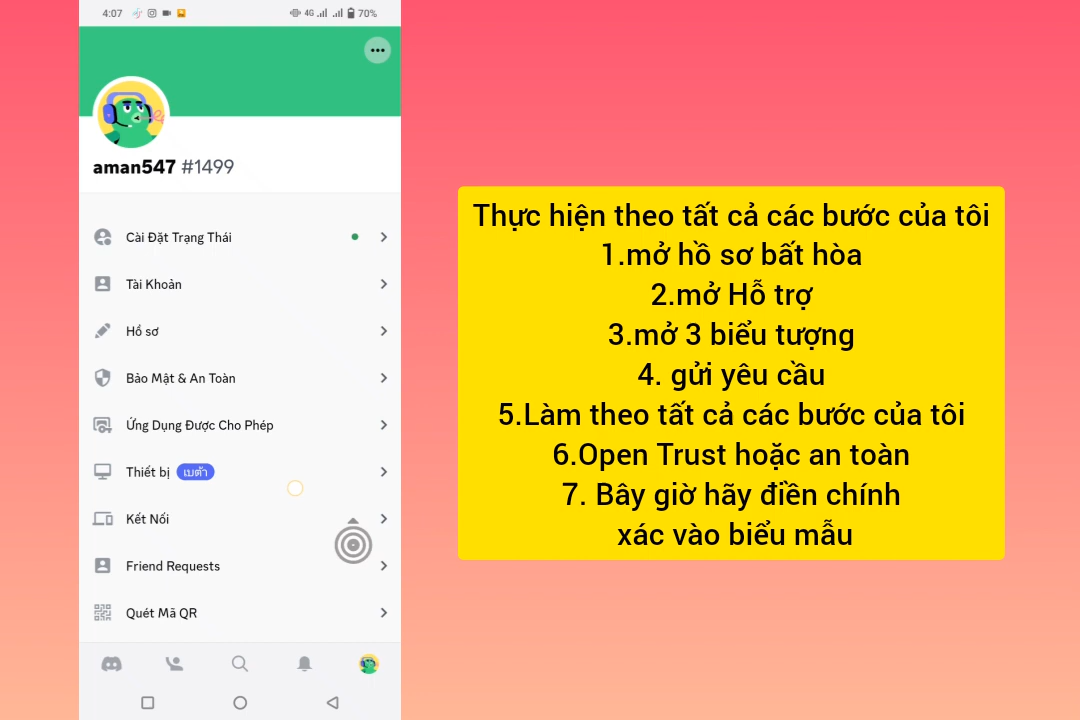 4:07
4G
70%
aman547 #1499
Cài Đặt Trạng Thái
Tài Khoản
Hồ sơ
Bảo Mật & An Toàn
Ứng Dụng Được Cho Phép
Thiết bị เบต้า
Kết Nối
Friend Requests
Quét Mã QR
Thực hiện theo tất cả các bước của tôi
1.mở hồ sơ bất hòa
2.mở Hỗ trợ
3.mở 3 biểu tượng
4. gửi yêu cầu
5.Làm theo tất cả các bước của tôi
6.Open Trust hoặc an toàn
7. Bây giờ hãy điền chính
xác vào biểu mẫu